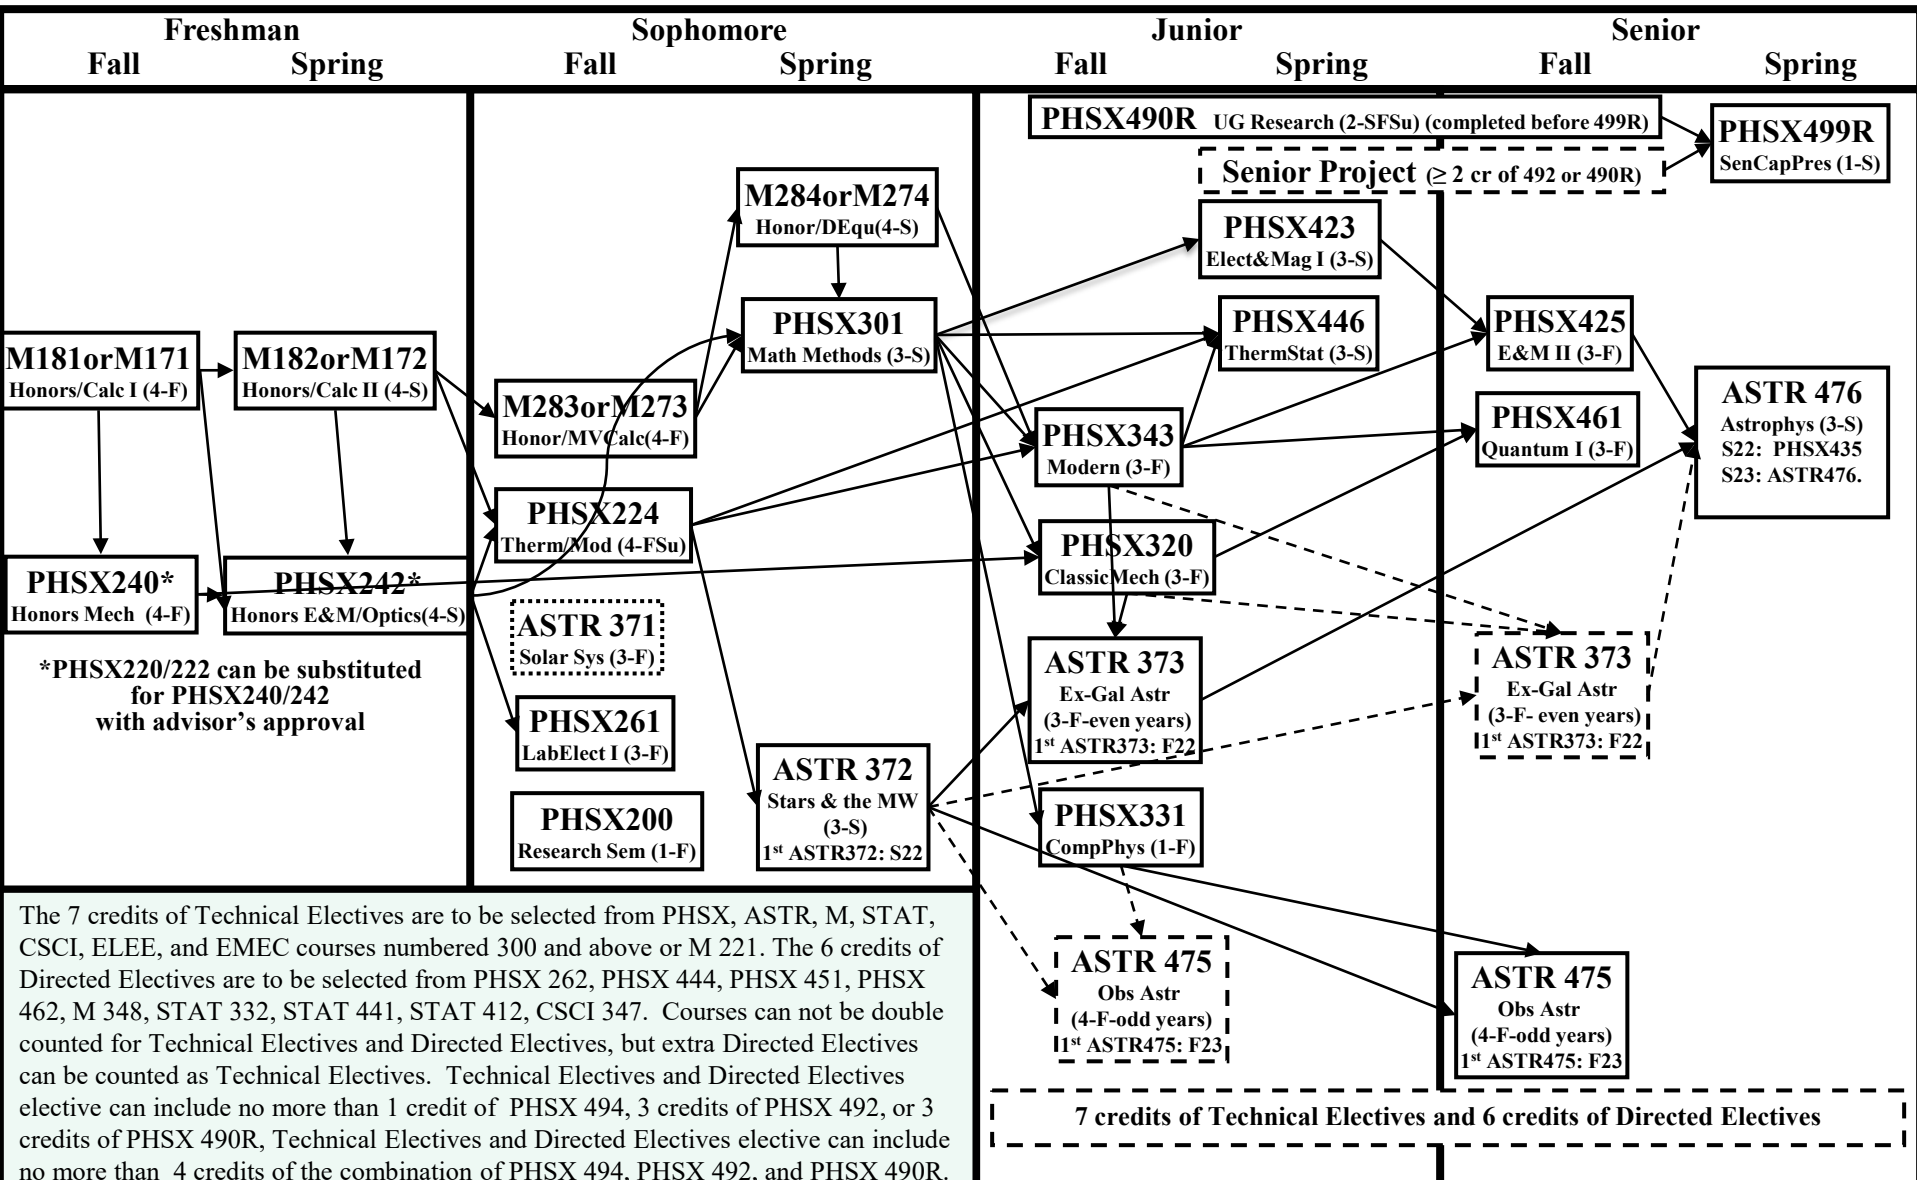 Freshman
Sophomore
Junior
Senior
Fall
Spring
Fall
Spring
Fall
Spring
Fall
Spring
PHSX490R UG Research (2-SFSu) (completed before 499R)
PHSX499R
SenCapPres (1-S)
Senior Project (≥ 2 cr of 492 or 490R)
M284orM274
Honor/DEqu(4-S)
PHSX423
Elect&Mag I (3-S)
PHSX301
Math Methods (3-S)
PHSX446
ThermStat (3-S)
PHSX425
E&M II (3-F)
M181orM171
Honors/Calc I (4-F)
M182orM172
Honors/Calc II (4-S)
M283orM273
Honor/MVCalc(4-F)
PHSX343
Modern (3-F)
PHSX461
Quantum I (3-F)
ASTR 476
Astrophys (3-S)
S22: PHSX435
S23: ASTR476.
PHSX224
Therm/Mod (4-FSu)
PHSX320
ClassicMech (3-F)
PHSX240*
Honors Mech (4-F)
PHSX242*
Honors E&M/Optics(4-S)
*PHSX220/222 can be substituted
for PHSX240/242
with advisor's approval
ASTR 371
Solar Sys (3-F)
PHSX261
LabElect I (3-F)
PHSX200
Research Sem (1-F)
ASTR 372
Stars & the MW
(3-S)
1st ASTR372: S22
ASTR 373
Ex-Gal Astr
(3-F-even years)
1st ASTR373: F22
ASTR 373
Ex-Gal Astr
(3-F- even years)
1st ASTR373: F22
PHSX331
CompPhys (1-F)
ASTR 475
Obs Astr
(4-F-odd years)
1st ASTR475: F23
ASTR 475
Obs Astr
(4-F-odd years)
1st ASTR475: F23
7 credits of Technical Electives and 6 credits of Directed Electives
The 7 credits of Technical Electives are to be selected from PHSX, ASTR, M, STAT,
CSCI, ELEE, and EMEC courses numbered 300 and above or M 221. The 6 credits of
Directed Electives are to be selected from PHSX 262, PHSX 444, PHSX 451, PHSX
462, M 348, STAT 332, STAT 441, STAT 412, CSCI 347. Courses can not be double
counted for Technical Electives and Directed Electives, but extra Directed Electives
can be counted as Technical Electives. Technical Electives and Directed Electives
elective can include no more than 1 credit of PHSX 494, 3 credits of PHSX 492, or 3
credits of PHSX 490R, Technical Electives and Directed Electives elective can include
no more than 4 credits of the combination of PHSX 494, PHSX 492, and PHSX 490R.